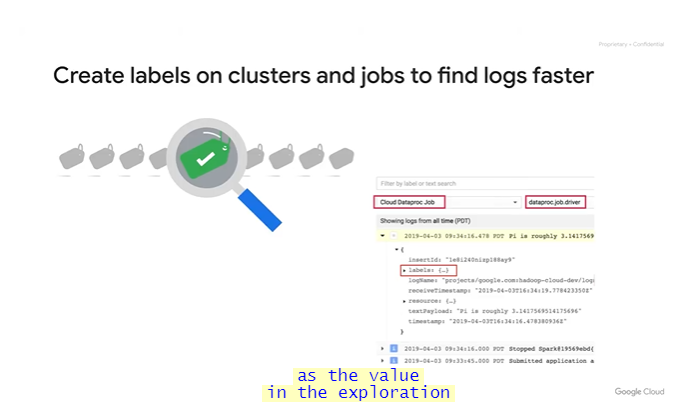 Proprietary + Confidential
Create labels on clusters and jobs to find logs faster
Filter by label or text search
Cloud Dataproc Job
dataproc.job.driver
Showing logs from all time (PDT)
2019-04-03 09:34:16.478 PDT Pi is roughly 3.1417569
{
insertId: "1e8i240nizp188ay9"
labels: {…}
logName: "projects/google.com:hadoop-cloud-dev/log
receiveTimestamp: "2019-04-03T16:34:19.778423350Z"
resource: {…}
textPayload: "Pi is roughly 3.1417569514175696"
timestamp: "2019-04-03T16:34:16.478380936Z"
}
2019-04-03 09:34:16.000 PDT Stopped Spark@19569ebd{
2019-04-03 09:33:45.000 PDT Submitted application a
as the value
in the exploration
Google Cloud